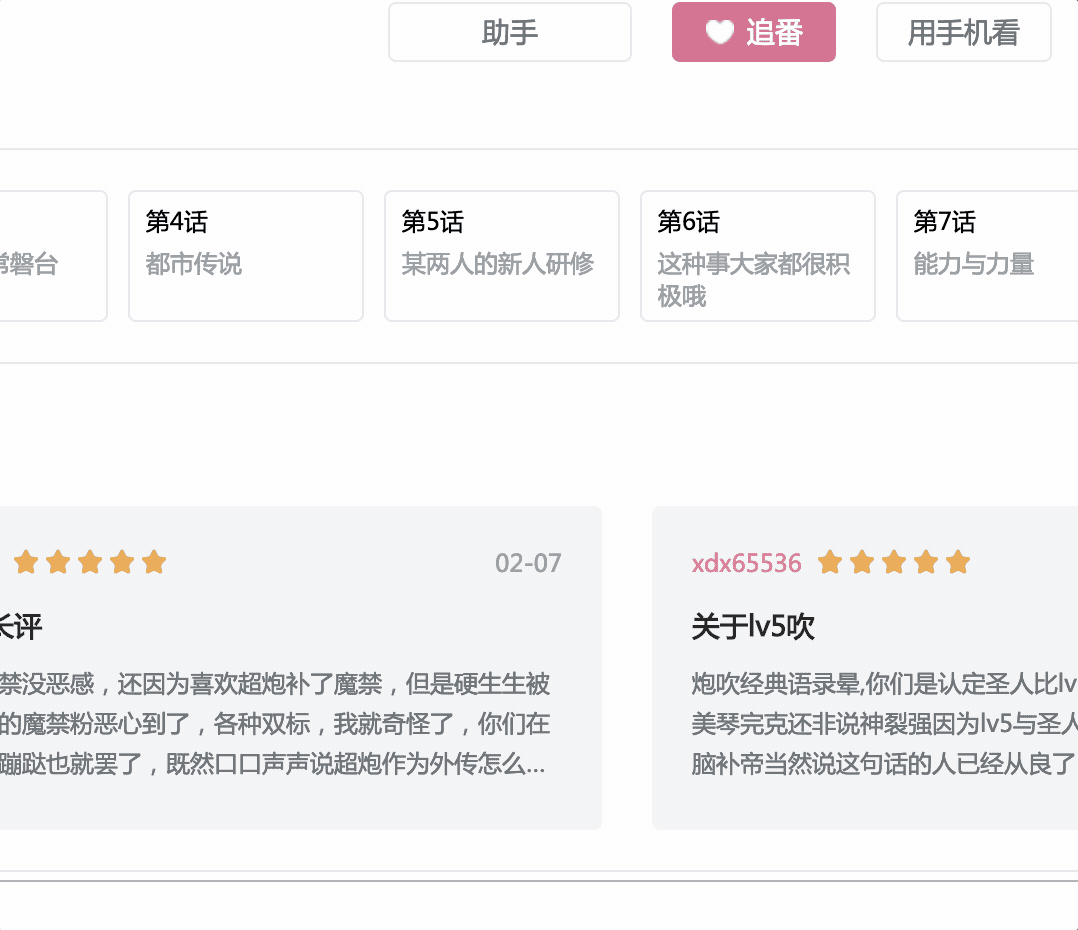 助手
追番
用手机看
常磐台
第4话
都市传说
第5话
某两人的新人研修
第6话
这种事大家都很积
极哦
第7话
能力与力量
02-07
长评
禁没恶感，还因为喜欢超炮补了魔禁，但是硬生生被
的魔禁粉恶心到了，各种双标，我就奇怪了，你们在
蹦跶也就罢了，既然口口声声说超炮作为外传怎么...
xdx65536
关于lv5吹
炮吹经典语录晕,你们是认定圣人比lv
美琴完克还非说神裂强因为lv5与圣人
脑补帝当然说这句话的人已经从良了